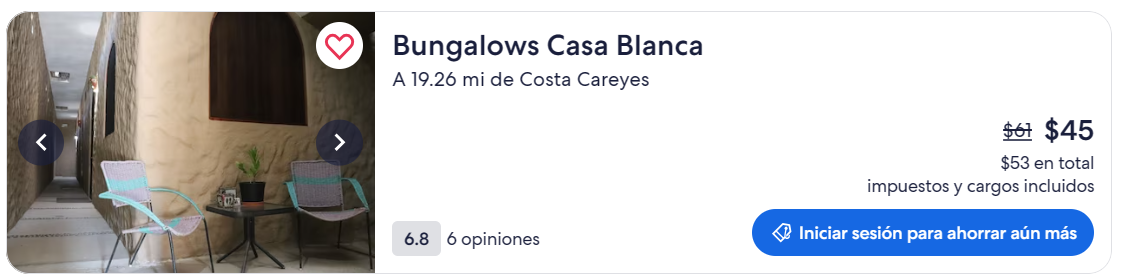 Bungalows Casa Blanca
A 19.26 mi de Costa Careyes
$61 $45
$53 en total
impuestos y cargos incluidos
6.8 6 opiniones
Iniciar sesión para ahorrar aún más